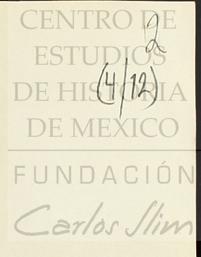 CENTRO DE
2
ESTUDIOS
(4/12)
DE HISTORIA
DE MEXICO
FUNDACIÓN
Carlos Slim